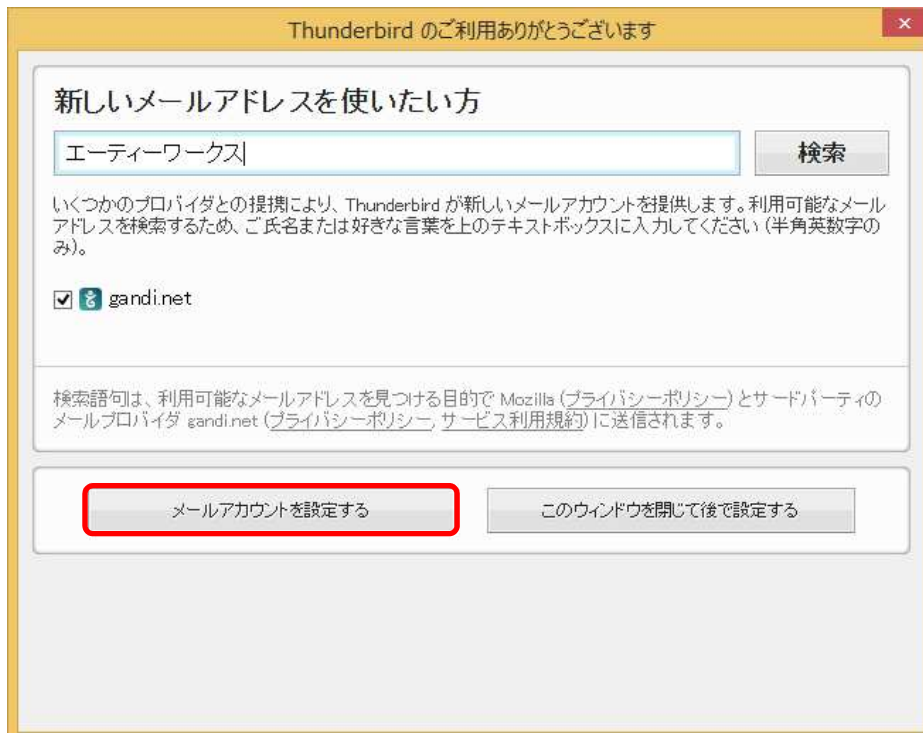 Thunderbird のご利用ありがとうございます
新しいメールアドレスを使いたい方
エーティーワークス
検索
いくつかのプロバイダとの提携により、Thunderbird が新しいメールアカウントを提供します。利用可能なメール
アドレスを検索するため、ご氏名または好きな言葉を上のテキストボックスに入力してください (半角英数字の
み)。
gandi.net
検索語句は、利用可能なメールアドレスを見つける目的で Mozilla (プライバシーポリシー) とサードパーティの
メールプロバイダ gandi.net (プライバシーポリシー, サービス利用規約) に送信されます。
メールアカウントを設定する
このウィンドウを閉じて後で設定する